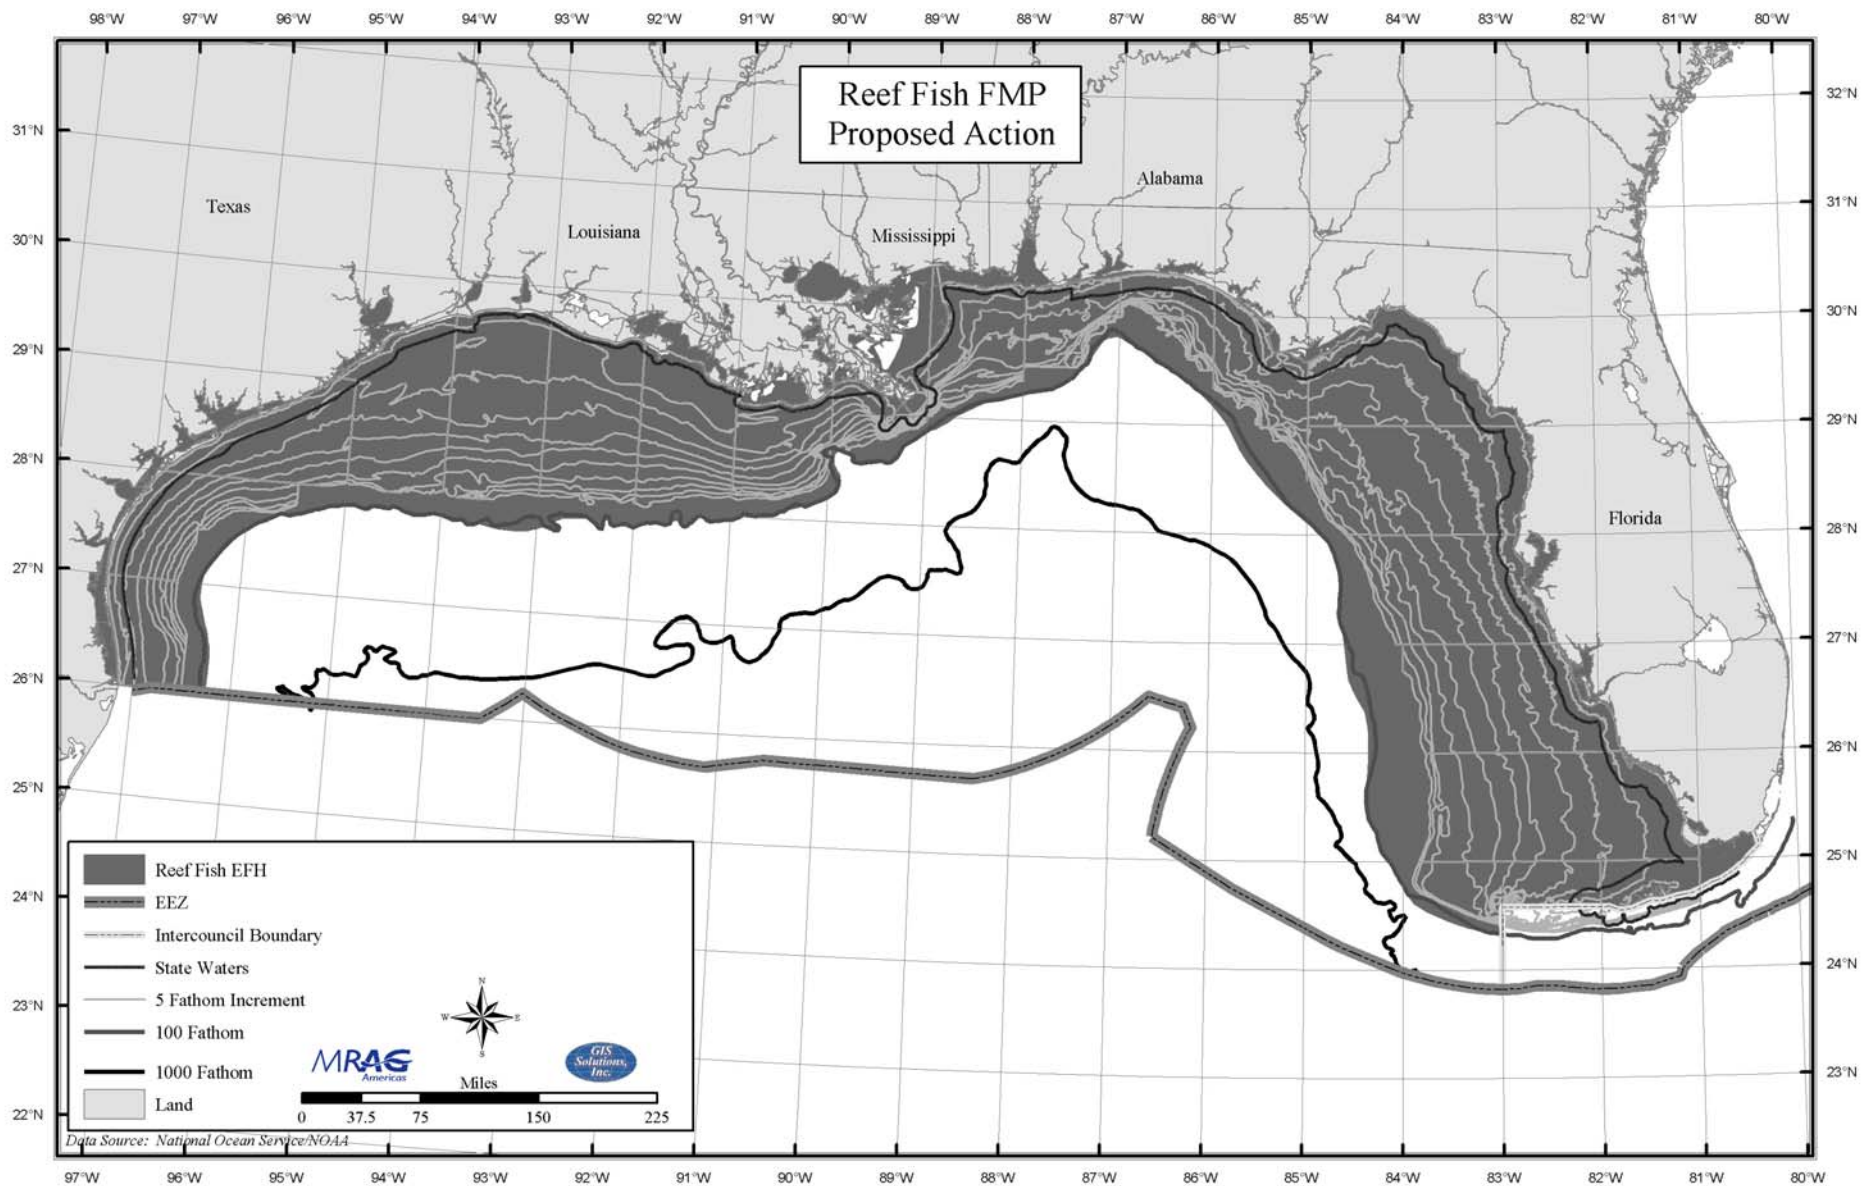 98°W 97°W 96°W 95°W 94°W 93°W 92°W 91°W 90°W 89°W 88°W 87°W 86°W 85°W 84°W 83°W 82°W 81°W 80°W
Reef Fish FMP
Proposed Action
32°N
31°N
Alabama
31°N
Texas
Louisiana
Mississippi
30°N
30°N
29°N
29°N
28°N
Florida
28°N
27°N
27°N
26°N
26°N
25°N
25°N
24°N
24°N
23°N
23°N
22°N
Reef Fish EFH
EEZ
Intercouncil Boundary
State Waters
5 Fathom Increment
100 Fathom
1000 Fathom
Land
N
W E
S
MRAG
Americas
GIS
Solutions,
Inc.
Miles
0 37.5 75 150 225
Data Source: National Ocean Service/NOAA
97°W 96°W 95°W 94°W 93°W 92°W 91°W 90°W 89°W 88°W 87°W 86°W 85°W 84°W 83°W 82°W 81°W 80°W